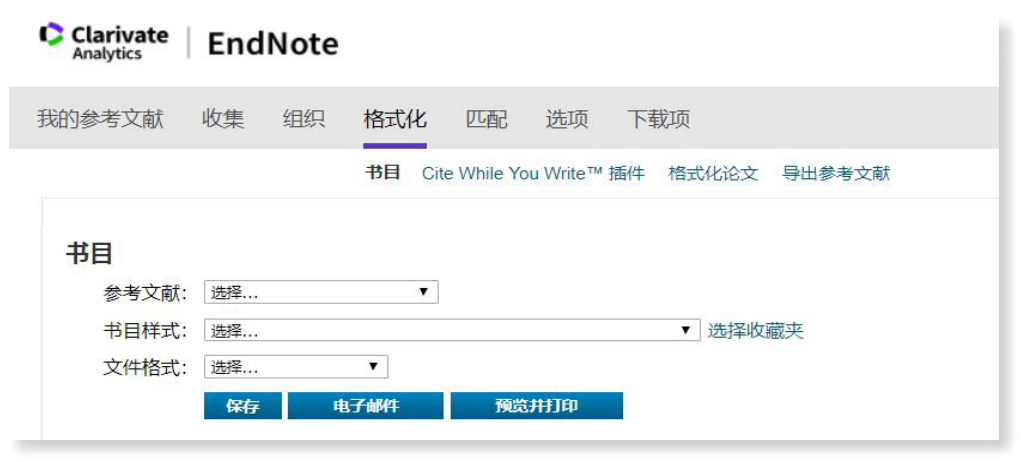 Clarivate Analytics | EndNote
我的参考文献 收集 组织 格式化 匹配 选项 下载项
书目 Cite While You Write™ 插件 格式化论文 导出参考文献
书目
参考文献: 选择...
书目样式: 选择... 选择收藏夹
文件格式: 选择...
保存 电子邮件 预览并打印